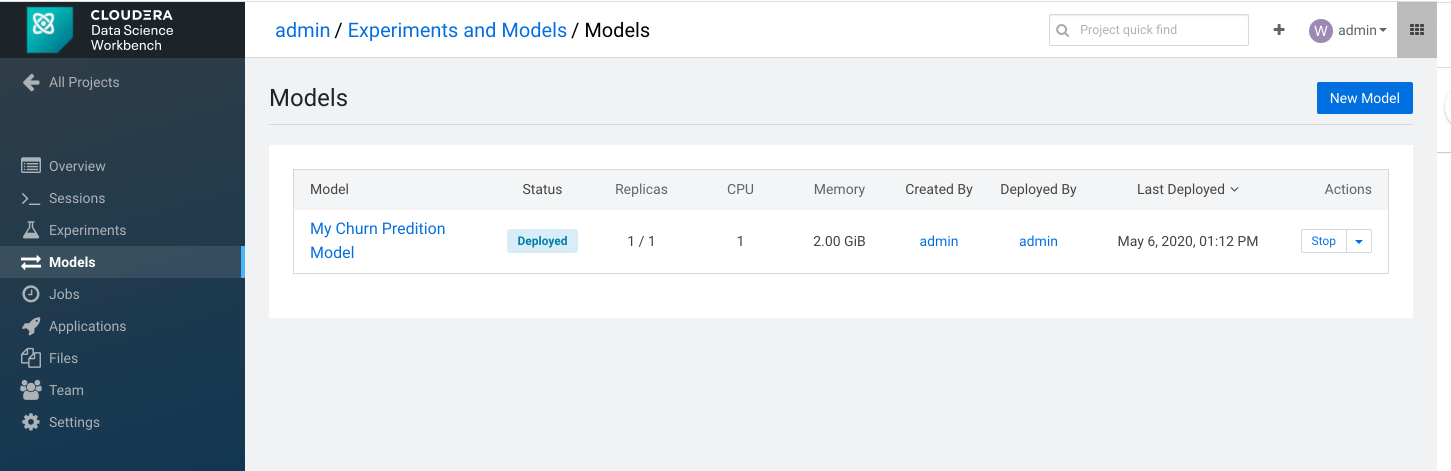 CLOUDERA
Data Science
Workbench
admin / Experiments and Models / Models
Project quick find
W admin
All Projects
Overview
Sessions
Experiments
Models
Jobs
Applications
Files
Team
Settings
Models
New Model
Model Status Replicas CPU Memory Created By Deployed By Last Deployed Actions
My Churn Predition
Model
Deployed 1 / 1 1 2.00 GiB admin admin May 6, 2020, 01:12 PM Stop